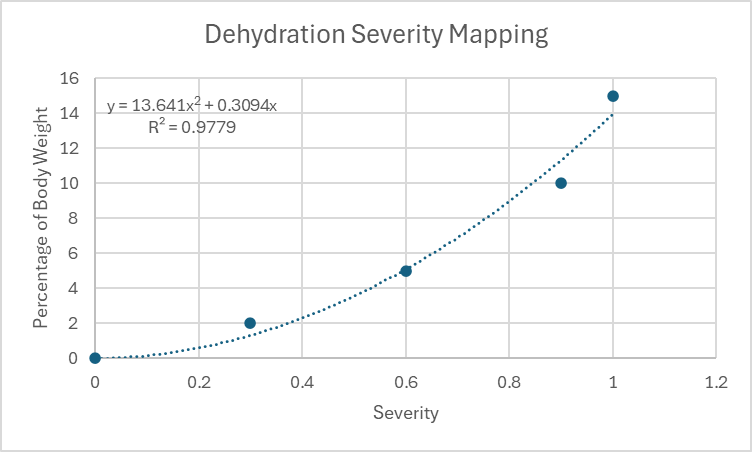 Dehydration Severity Mapping
y = 13.641x² + 0.3094x
R² = 0.9779
Percentage of Body Weight
16
14
12
10
8
6
4
2
0
0 0.2 0.4 0.6 0.8 1 1.2
Severity